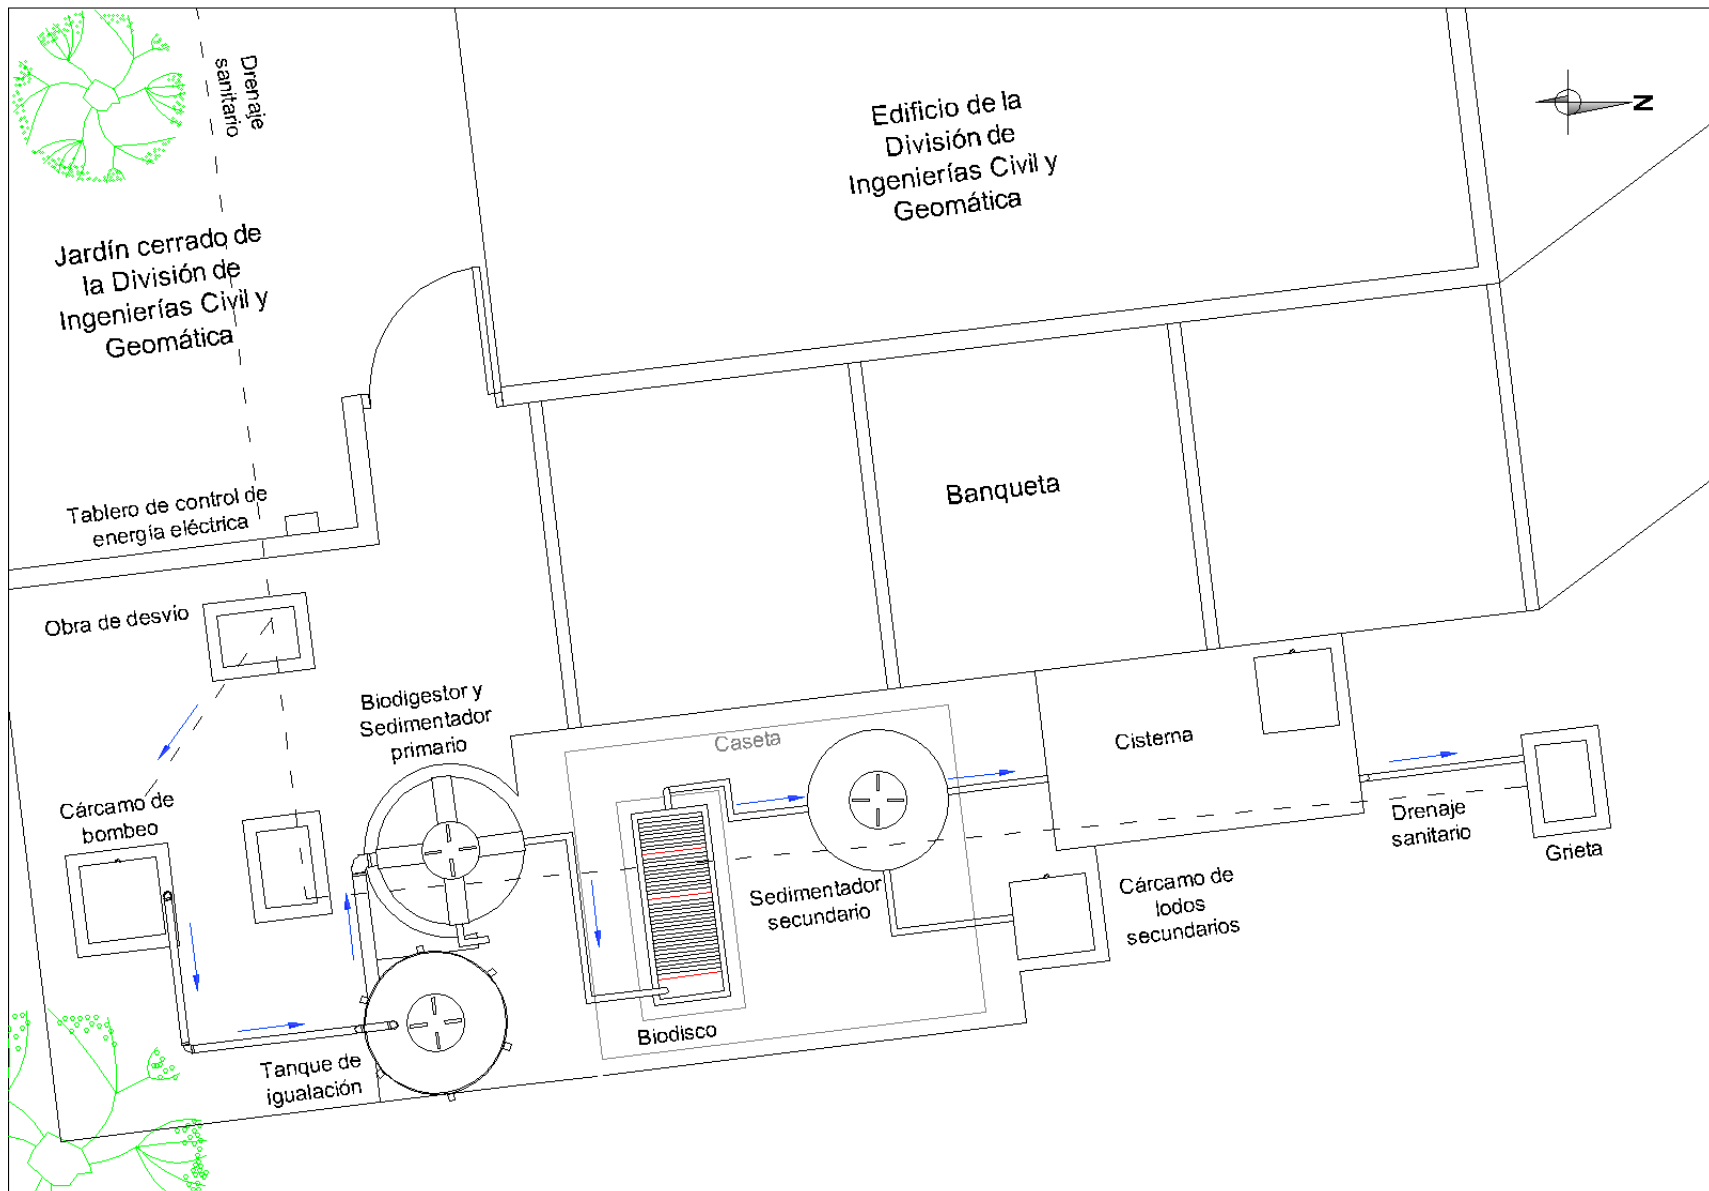 Drenaje
sanitario
Edificio de la
División de
Ingenierías Civil y
Geomática
N
Jardín cerrado de
la División de
Ingenierías Civil y
Geomática
Tablero de control de
energía eléctrica
Banqueta
Obra de desvío
Biodigestor y
Sedimentador
primario
Caseta
Cisterna
Cárcamo de
bombeo
Drenaje
sanitario
Grieta
Sedimentador
secundario
Cárcamo de
lodos
secundarios
Biodisco
Tanque de
igualación